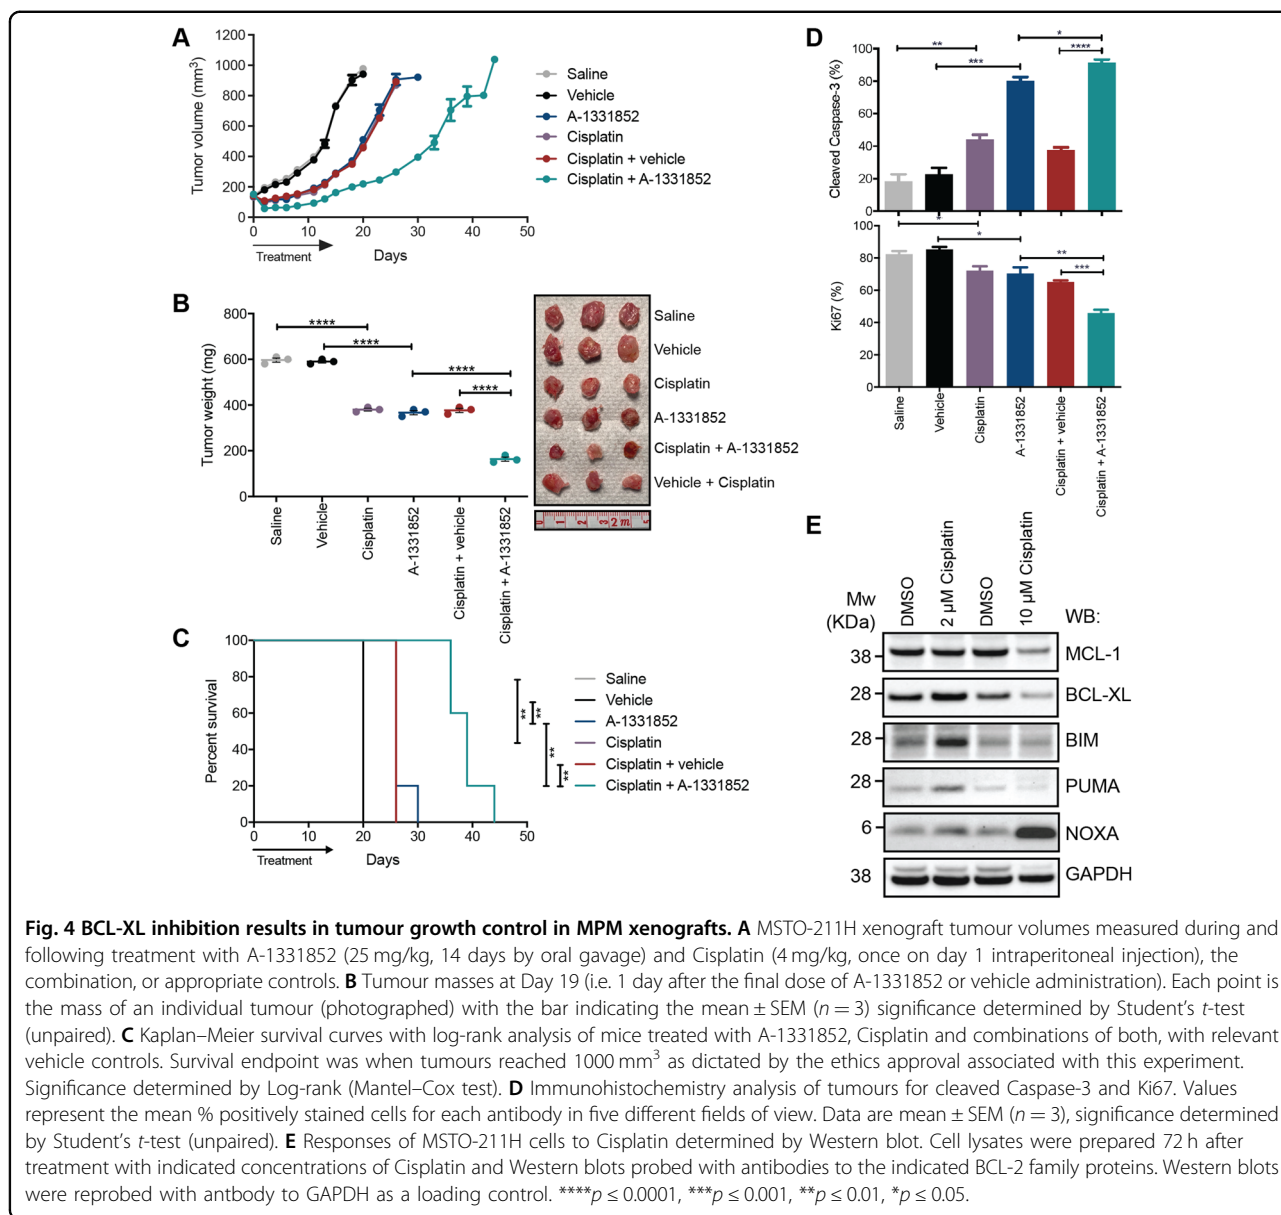 A
1200
1000
800
600
400
200
0
Tumor volume (mm³)
0 10 20 30 40 50
Treatment
Days
Saline
Vehicle
A-1331852
Cisplatin
Cisplatin + vehicle
Cisplatin + A-1331852
B
800
600
400
200
0
Tumor weight (mg)
****
****
****
****
Saline
Vehicle
Cisplatin
A-1331852
Cisplatin + vehicle
Cisplatin + A-1331852
Saline
Vehicle
Cisplatin
A-1331852
Cisplatin + A-1331852
Vehicle + Cisplatin
0 1 2 3 2 m 5
C
100
80
60
40
20
0
Percent survival
0 10 20 30 40 50
Treatment
Days
**
**
**
**
Saline
Vehicle
A-1331852
Cisplatin
Cisplatin + vehicle
Cisplatin + A-1331852
D
100
80
60
40
20
0
Cleaved Caspase-3 (%)
**
***
*
****
100
80
60
40
20
0
Ki67 (%)
*
*
**
***
Saline
Vehicle
Cisplatin
A-1331852
Cisplatin + vehicle
Cisplatin + A-1331852
E
Mw
(KDa)
DMSO
2 µM Cisplatin
DMSO
10 µM Cisplatin
WB:
38 MCL-1
28 BCL-XL
28 BIM
28 PUMA
6 NOXA
38 GAPDH
Fig. 4 BCL-XL inhibition results in tumour growth control in MPM xenografts. A MSTO-211H xenograft tumour volumes measured during and
following treatment with A-1331852 (25 mg/kg, 14 days by oral gavage) and Cisplatin (4 mg/kg, once on day 1 intraperitoneal injection), the
combination, or appropriate controls. B Tumour masses at Day 19 (i.e. 1 day after the final dose of A-1331852 or vehicle administration). Each point is
the mass of an individual tumour (photographed) with the bar indicating the mean ± SEM (n = 3) significance determined by Student's t-test
(unpaired). C Kaplan–Meier survival curves with log-rank analysis of mice treated with A-1331852, Cisplatin and combinations of both, with relevant
vehicle controls. Survival endpoint was when tumours reached 1000 mm³ as dictated by the ethics approval associated with this experiment.
Significance determined by Log-rank (Mantel–Cox test). D Immunohistochemistry analysis of tumours for cleaved Caspase-3 and Ki67. Values
represent the mean % positively stained cells for each antibody in five different fields of view. Data are mean ± SEM (n = 3), significance determined
by Student's t-test (unpaired). E Responses of MSTO-211H cells to Cisplatin determined by Western blot. Cell lysates were prepared 72 h after
treatment with indicated concentrations of Cisplatin and Western blots probed with antibodies to the indicated BCL-2 family proteins. Western blots
were reprobed with antbody to GAPDH as a loading control. ****p ≤ 0.0001, ***p ≤ 0.001, **p ≤ 0.01, *p ≤ 0.05.